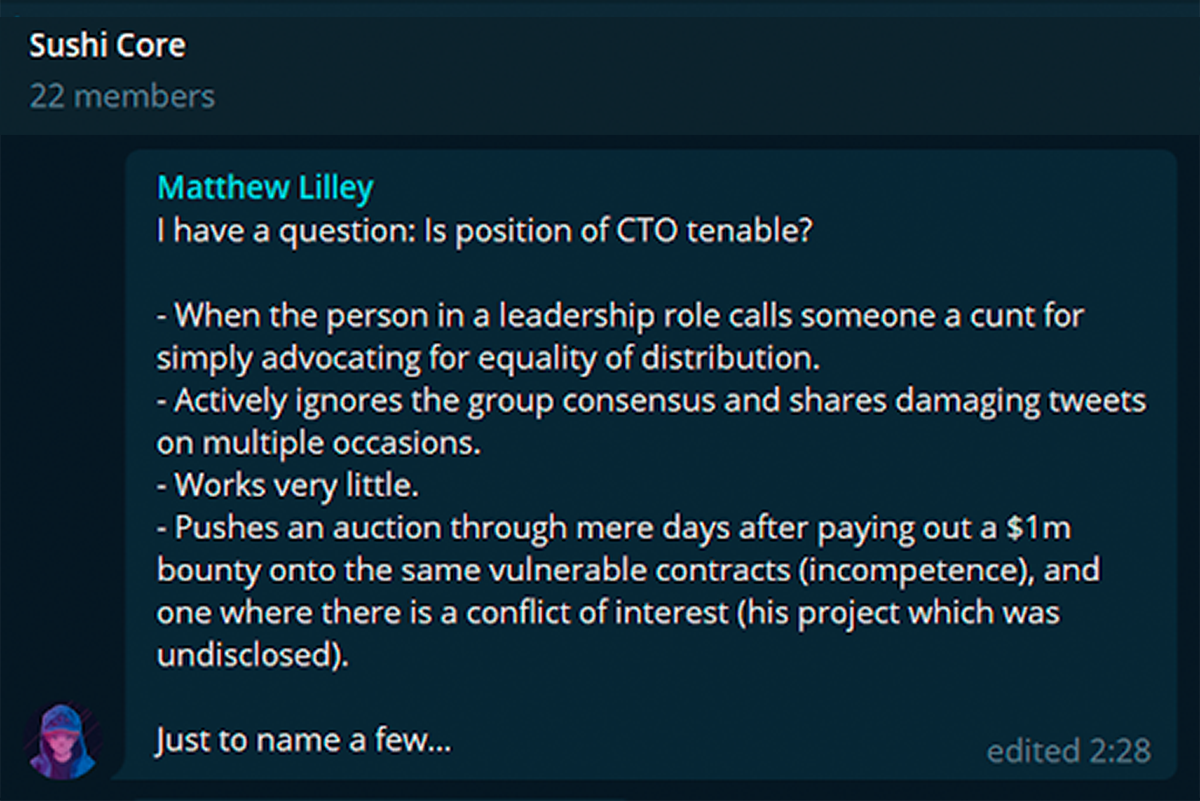 Sushi Core
22 members
Matthew Lilley
I have a question: Is position of CTO tenable?
- When the person in a leadership role calls someone a cunt for
simply advocating for equality of distribution.
- Actively ignores the group consensus and shares damaging tweets
on multiple occasions.
- Works very little.
- Pushes an auction through mere days after paying out a $1m
bounty onto the same vulnerable contracts (incompetence), and
one where there is a conflict of interest (his project which was
undisclosed).
Just to name a few...
edited 2:28